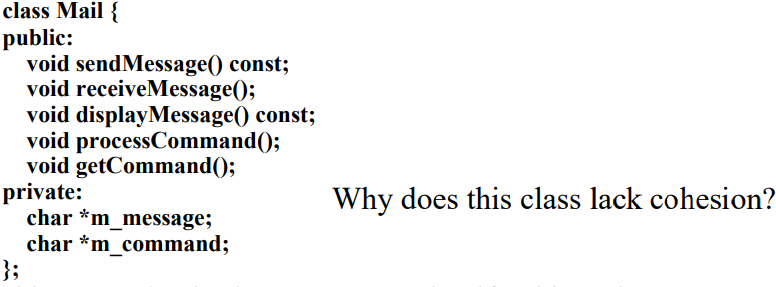 class Mail {
public:
void sendMessage() const;
void receiveMessage();
void displayMessage() const;
void processCommand();
void getCommand();
private:
char *m_message;
char *m_command;
};
Why does this class lack cohesion?